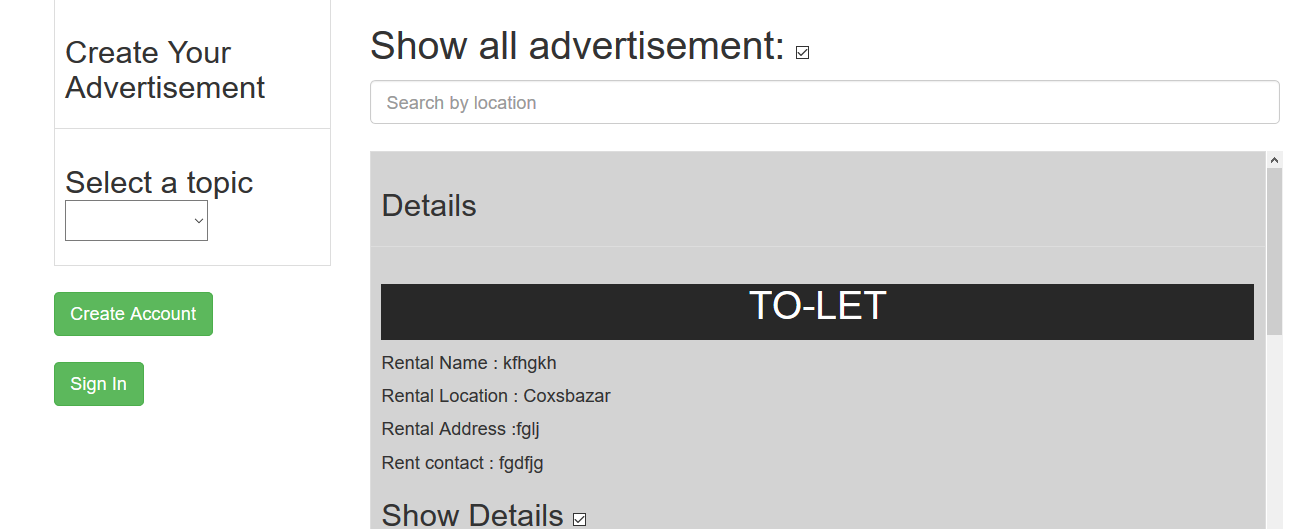 Create Your
Advertisement
Select a topic
Create Account
Sign In
Show all advertisement:
Search by location
Details
TO-LET
Rental Name : kfhgkh
Rental Location : Coxsbazar
Rental Address :fglj
Rent contact : fgdfjg
Show Details